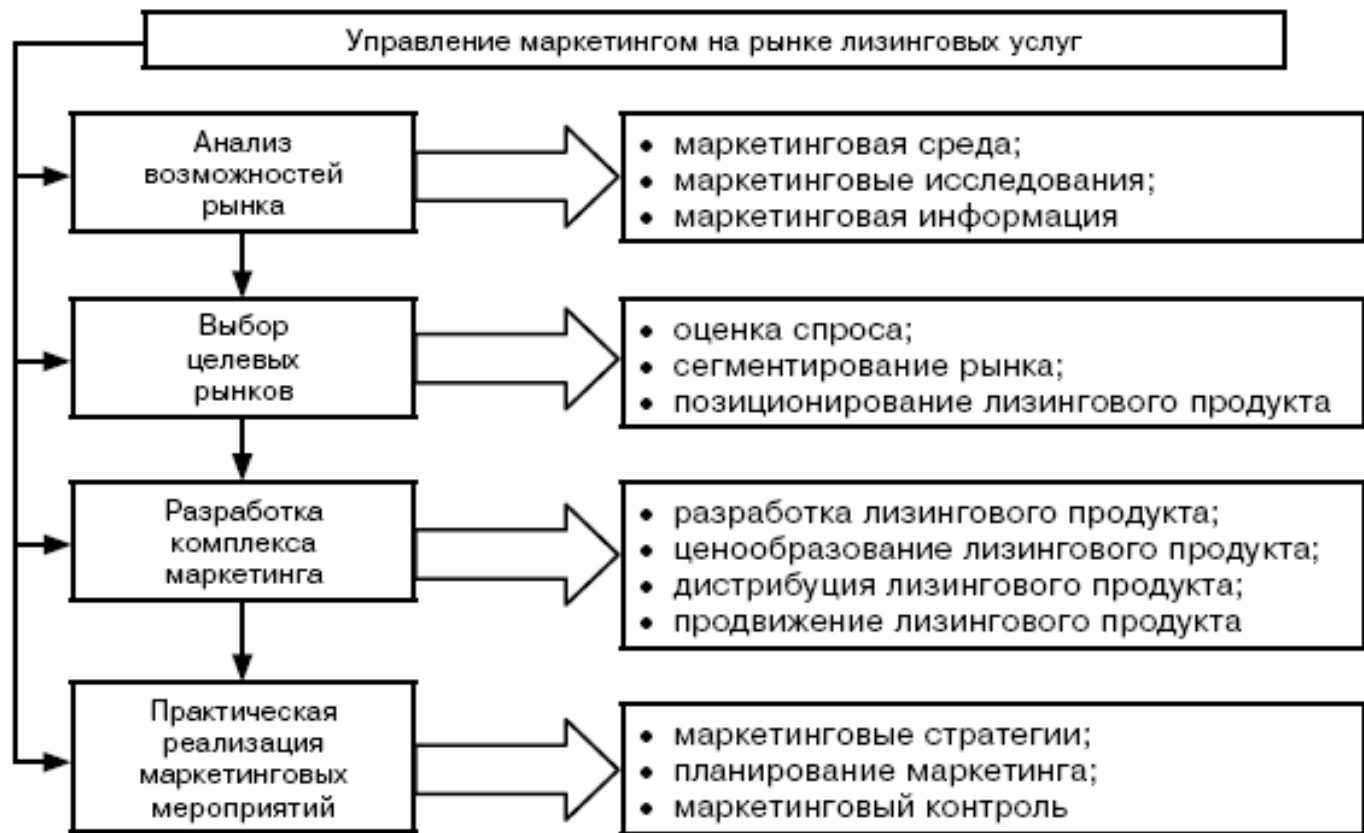 Управление маркетингом на рынке лизинговых услуг
Анализ
возможностей
рынка
• маркетинговая среда;
• маркетинговые исследования;
• маркетинговая информация
Выбор
целевых
рынков
• оценка спроса;
• сегментирование рынка;
• позиционирование лизингового продукта
Разработка
комплекса
маркетинга
• разработка лизингового продукта;
• ценообразование лизингового продукта;
• дистрибуция лизингового продукта;
• продвижение лизингового продукта
Практическая
реализация
маркетинговых
мероприятий
• маркетинговые стратегии;
• планирование маркетинга;
• маркетинговый контроль